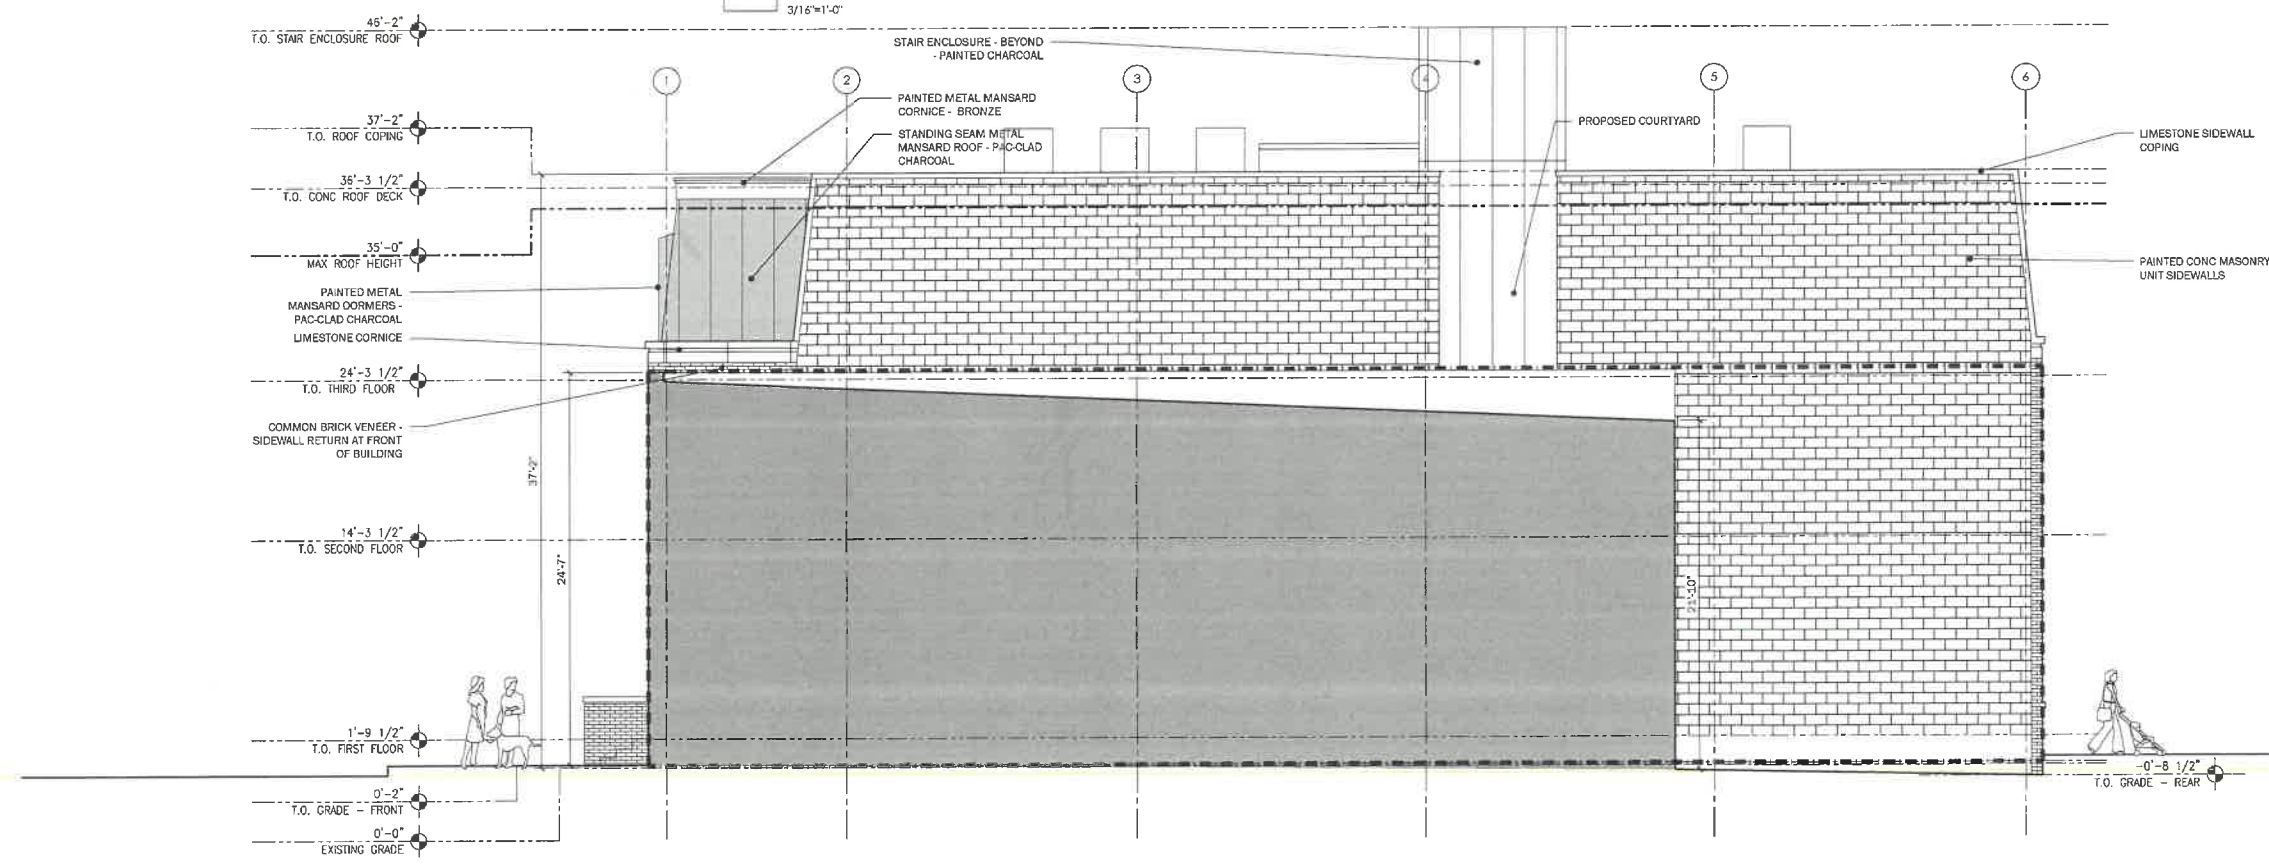 3/16"=1'-0"
46'-2"
T.O. STAIR ENCLOSURE ROOF
STAIR ENCLOSURE - BEYOND
- PAINTED CHARCOAL
1
2
3
4
5
6
PAINTED METAL MANSARD
CORNICE - BRONZE
37'-2"
T.O. ROOF COPING
STANDING SEAM METAL
MANSARD ROOF - PAC-CLAD
CHARCOAL
PROPOSED COURTYARD
LIMESTONE SIDEWALL
COPING
36'-3 1/2"
T.O. CONC ROOF DECK
35'-0"
MAX ROOF HEIGHT
PAINTED CONC MASONRY
UNIT SIDEWALLS
PAINTED METAL
MANSARD DORMERS -
PAC-CLAD CHARCOAL
LIMESTONE CORNICE
24'-3 1/2"
T.O. THIRD FLOOR
COMMON BRICK VENEER -
SIDEWALL RETURN AT FRONT
OF BUILDING
37'-2"
14'-3 1/2"
T.O. SECOND FLOOR
24'-7"
21'-10"
1'-9 1/2"
T.O. FIRST FLOOR
-0'-8 1/2"
T.O. GRADE - REAR
0'-2"
T.O. GRADE - FRONT
0'-0"
EXISTING GRADE